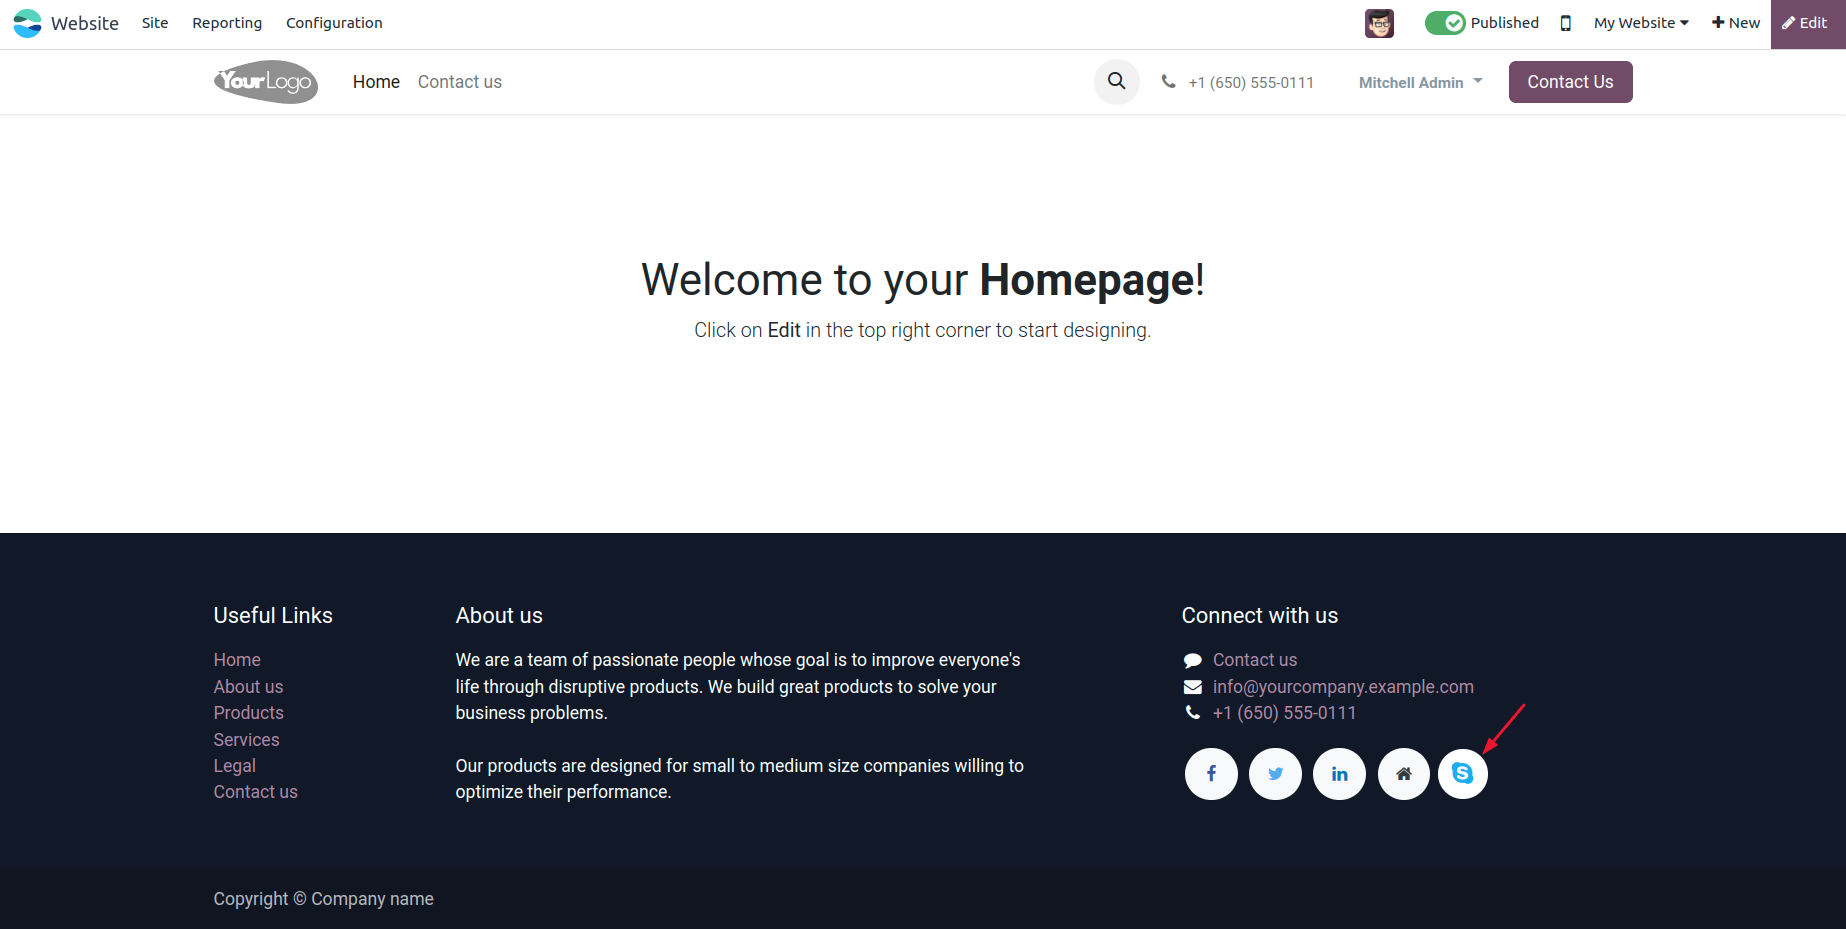 Website Site Reporting Configuration Published My Website New Edit
YourLogo Home Contact us +1 (650) 555-0111 Mitchell Admin Contact Us
Welcome to your Homepage!
Click on Edit in the top right corner to start designing.
Useful Links
Home
About us
Products
Services
Legal
Contact us
About us
We are a team of passionate people whose goal is to improve everyone's
life through disruptive products. We build great products to solve your
business problems.
Our products are designed for small to medium size companies willing to
optimize their performance.
Connect with us
Contact us
info@yourcompany.example.com
+1 (650) 555-0111
Copyright © Company name